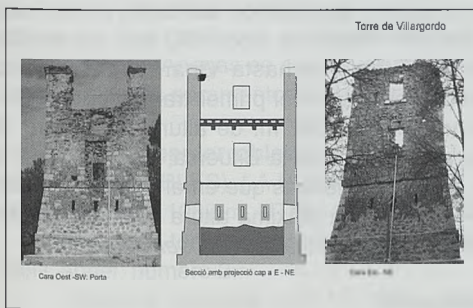 Torre de Villargordo
Cara Oest -SW: Porta
Secció amb projecció cap a E - NE